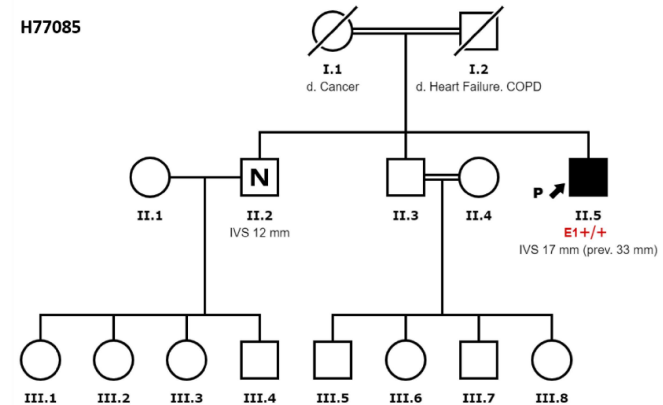 H77085
I.1 I.2
d. Cancer d. Heart Failure. COPD
N
P
II.1 II.2 II.3 II.4 II.5
IVS 12 mm E1+/+
IVS 17 mm (prev. 33 mm)
III.1 III.2 III.3 III.4 III.5 III.6 III.7 III.8